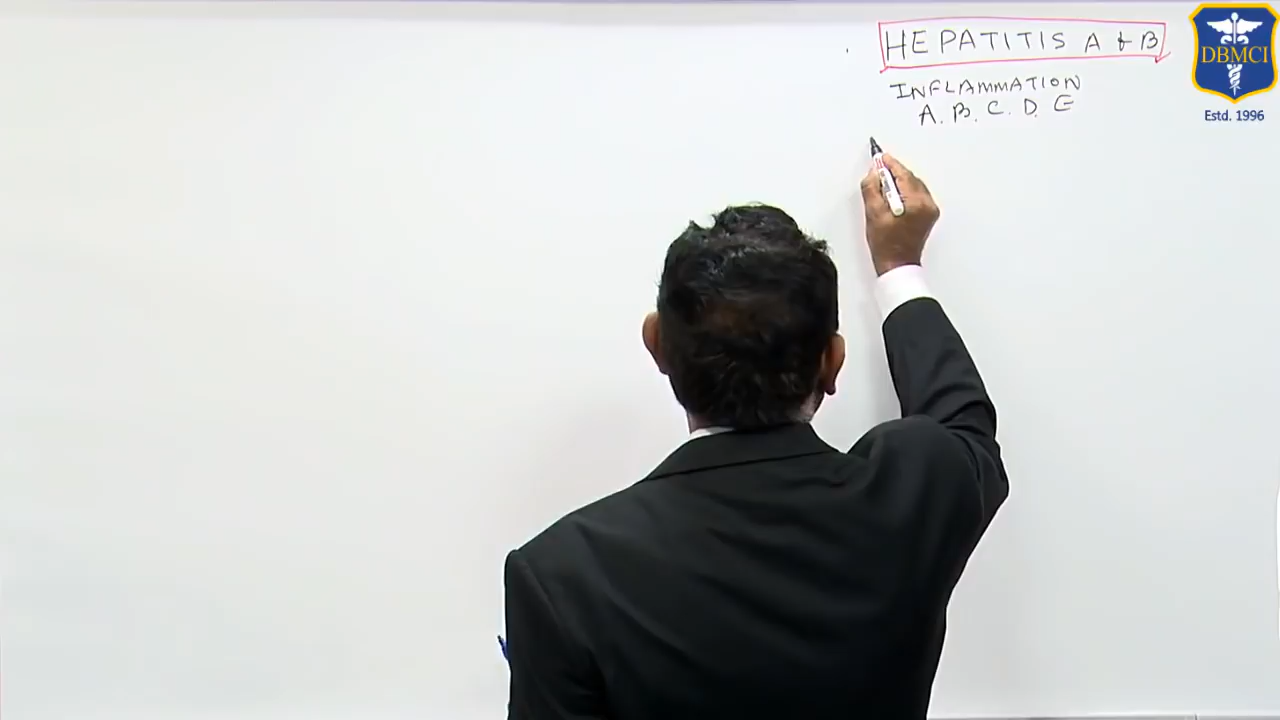 HEPATITIS A & B
INFLAMMATION
A. B. C. D. E
DBMCI
Estd. 1996